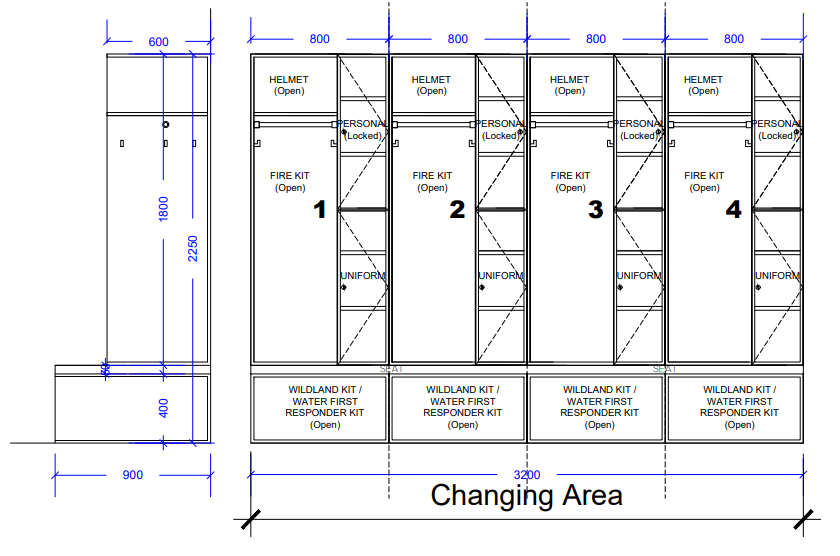 600
800
800
800
800
HELMET
(Open)
HELMET
(Open)
HELMET
(Open)
HELMET
(Open)
PERSONAL
(Locked)
PERSONAL
(Locked)
PERSONAL
(Locked)
PERSONAL
(Locked)
FIRE KIT
(Open)
FIRE KIT
(Open)
FIRE KIT
(Open)
FIRE KIT
(Open)
1
2
3
4
1800
2250
UNIFORM
UNIFORM
UNIFORM
UNIFORM
50
SEAT
SEAT
400
WILDLAND KIT /
WATER FIRST
RESPONDER KIT
(Open)
WILDLAND KIT /
WATER FIRST
RESPONDER KIT
(Open)
WILDLAND KIT /
WATER FIRST
RESPONDER KIT
(Open)
WILDLAND KIT /
WATER FIRST
RESPONDER KIT
(Open)
900
3200
Changing Area